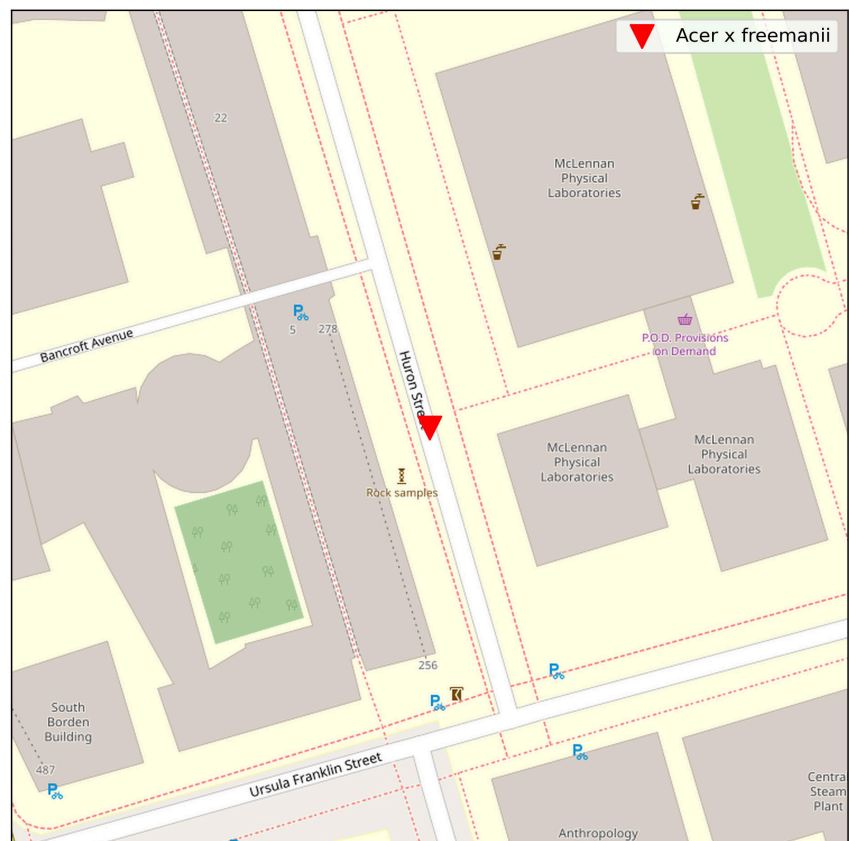 Acer x freemanii
22
McLennan
Physical
Laboratories
Bancroft Avenue
5
278
P.O.D. Provisions
on Demand
Huron Stree
McLennan
Physical
Laboratories
McLennan
Physical
Laboratories
Rock samples
256
South
Borden
Building
487
Ursula Franklin Street
Central
Steam
Plant
Anthropology